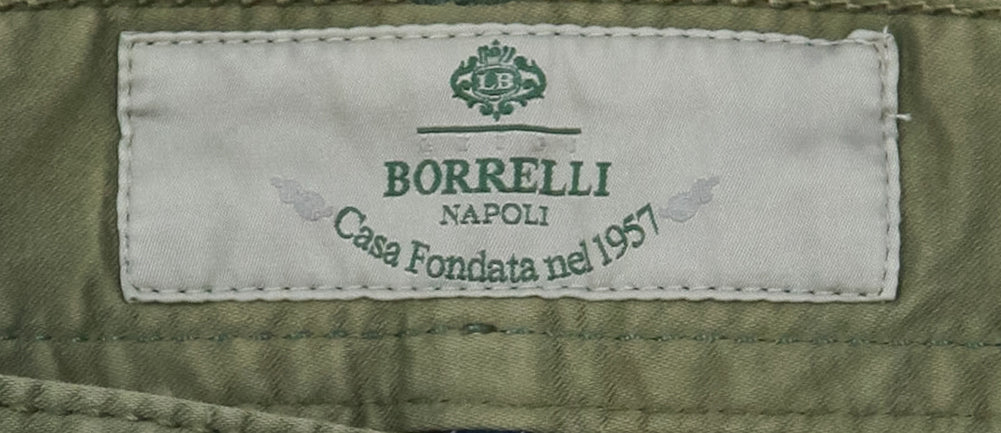 LB
BORRELLI
NAPOLI
Casa Fondata nel 1957